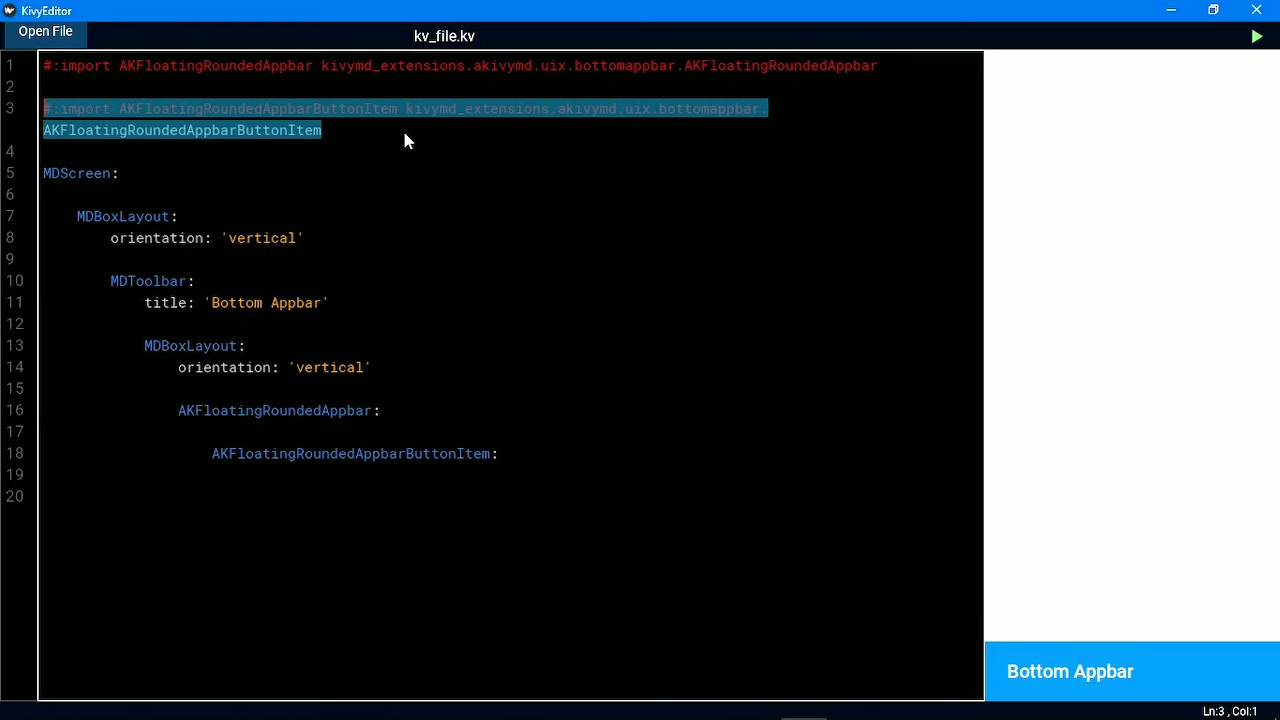 KivyEditor
Open File
kv_file.kv
1 #:import AKFloatingRoundedAppbar kivymd_extensions.akivymd.uix.bottomappbar.AKFloatingRoundedAppbar
2
3 #:import AKFloatingRoundedAppbarButtonItem kivymd_extensions.akivymd.uix.bottomappbar.
AKFloatingRoundedAppbarButtonItem
4
5 MDScreen:
6
7 MDBoxLayout:
8 orientation: 'vertical'
9
10 MDToolbar:
11 title: 'Bottom Appbar'
12
13 MDBoxLayout:
14 orientation: 'vertical'
15
16 AKFloatingRoundedAppbar:
17
18 AKFloatingRoundedAppbarButtonItem:
19
20
Bottom Appbar
Ln:3 , Col:1